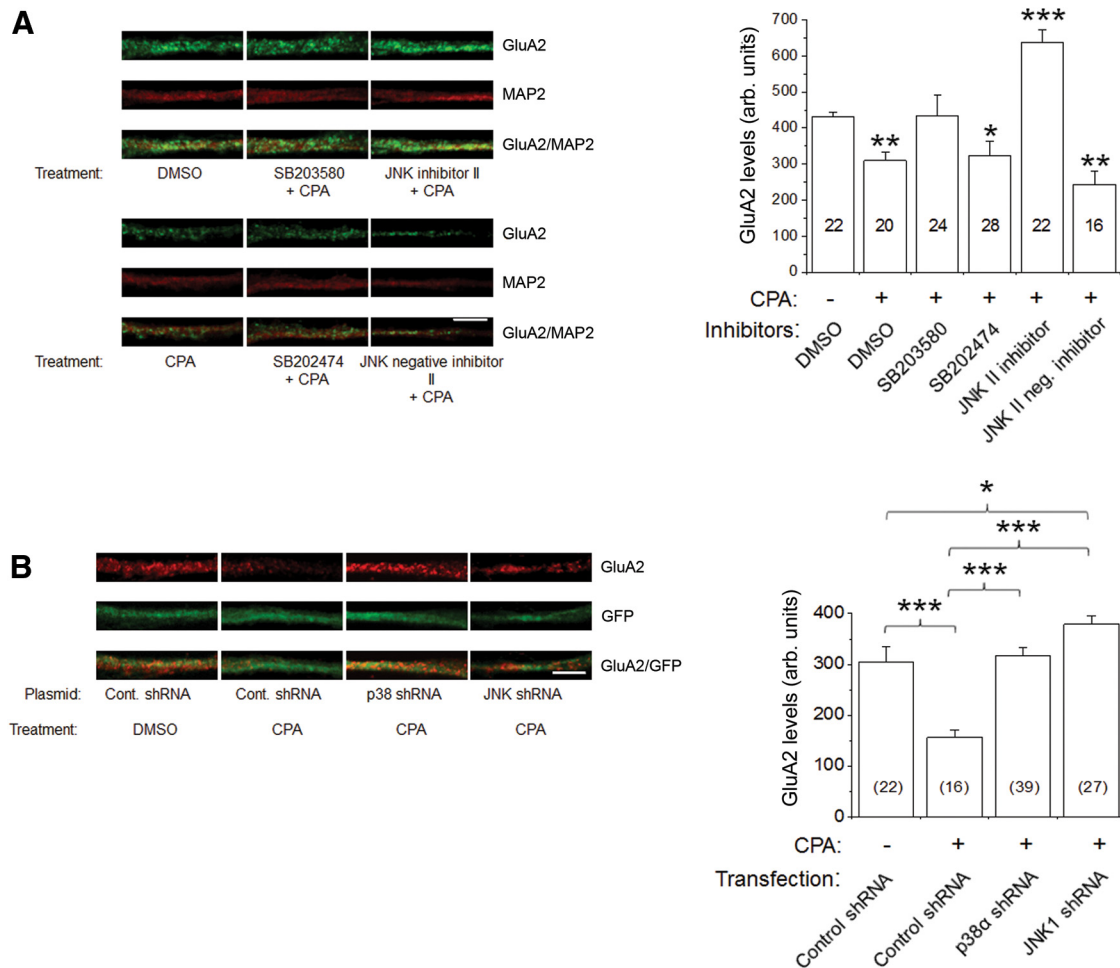 A
GluA2
MAP2
GluA2/MAP2
Treatment: DMSO SB203580 + CPA JNK inhibitor II + CPA
GluA2
MAP2
GluA2/MAP2
Treatment: CPA SB202474 + CPA JNK negative inhibitor II + CPA
GluA2 levels (arb. units)
700
600
500
400
300
200
100
0
** *** * **
22 20 24 28 22 16
CPA: - + + + + +
Inhibitors: DMSO DMSO SB203580 SB202474 JNK II inhibitor JNK II neg. inhibitor
B
GluA2
GFP
GluA2/GFP
Plasmid: Cont. shRNA Cont. shRNA p38 shRNA JNK shRNA
Treatment: DMSO CPA CPA CPA
*
***
***
***
GluA2 levels (arb. units)
400
300
200
100
0
(22) (16) (39) (27)
CPA: - + + +
Transfection: Control shRNA Control shRNA p38α shRNA JNK1 shRNA